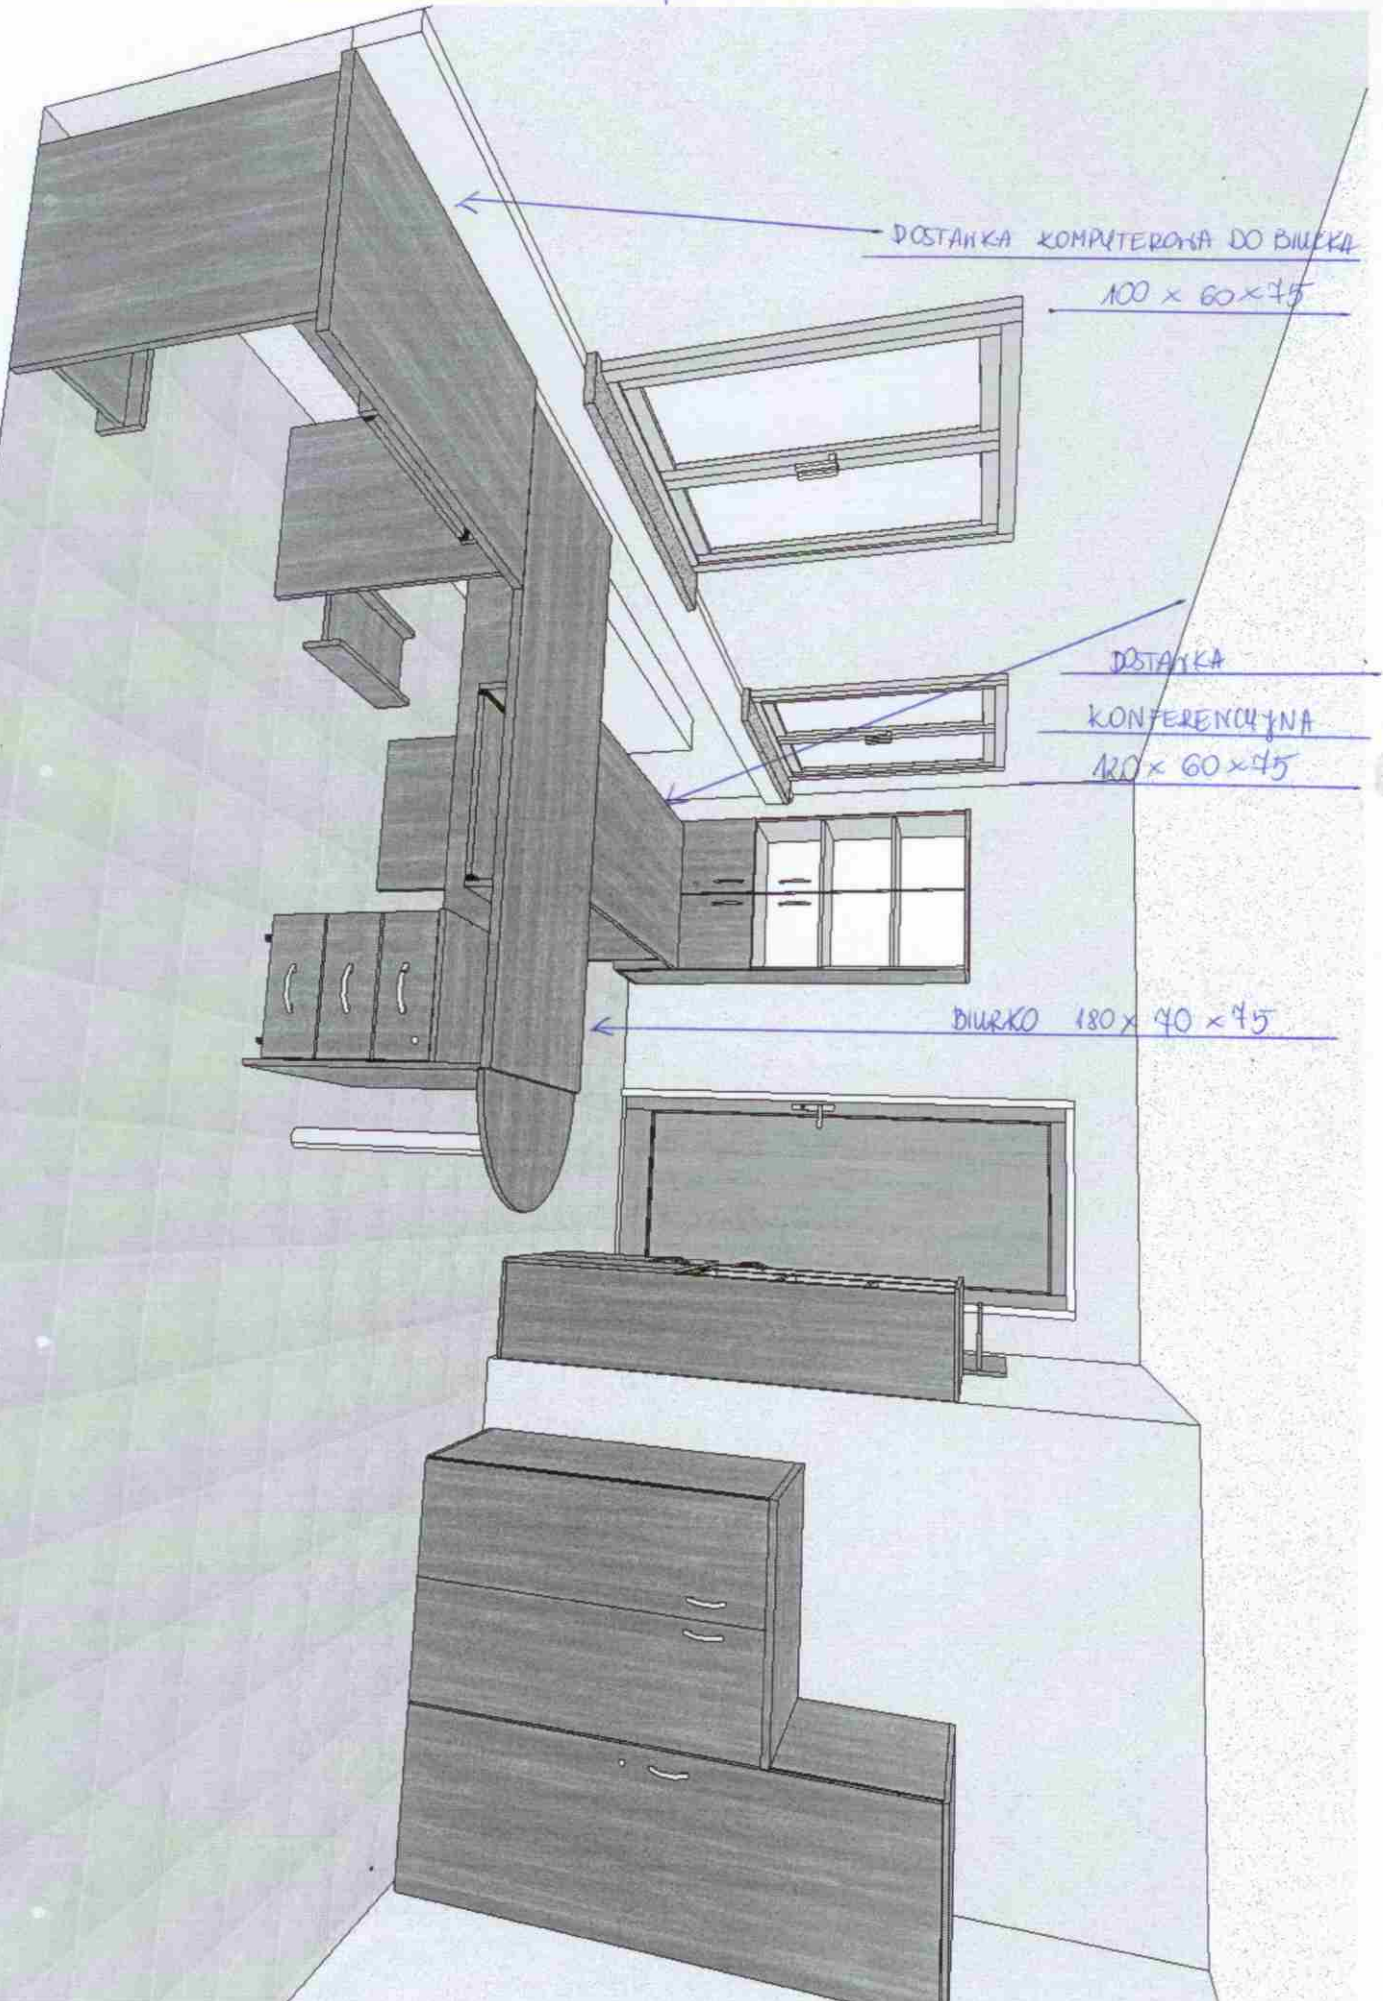 DOSTAWKA KOMPUTEROWA DO BIURKA
100 x 60 x 75
DOSTAWKA
KONFERENCYJNA
120 x 60 x 75
BIURKO 180 x 70 x 75